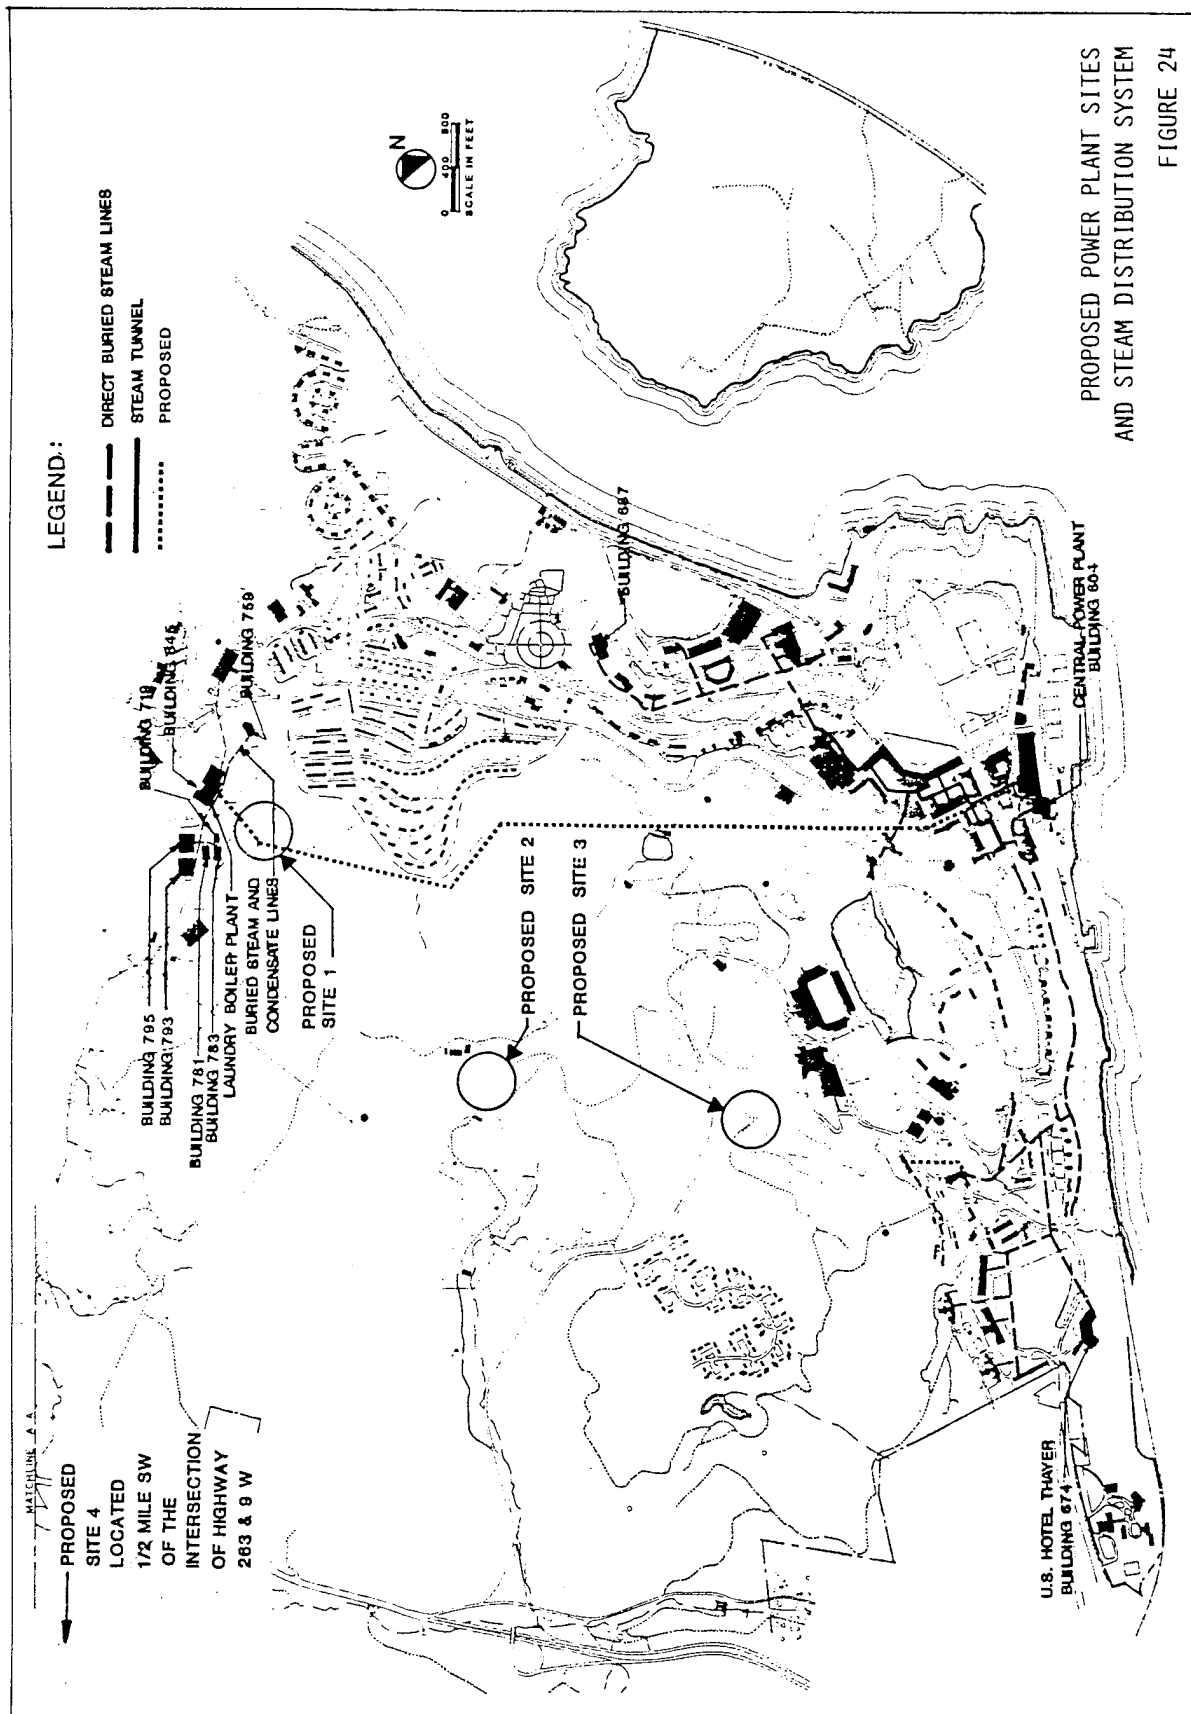 LEGEND:
DIRECT BURIED STEAM LINES
STEAM TUNNEL
PROPOSED
N
0 400 800
SCALE IN FEET
MATCHLINE A A
PROPOSED
SITE 4
LOCATED
1/2 MILE SW
OF THE
INTERSECTION
OF HIGHWAY
263 & 9 W
BUILDING 795
BUILDING 793
BUILDING 781
BUILDING 783
LAUNDRY BOILER PLANT
BURIED STEAM AND
CONDENSATE LINES
PROPOSED
SITE 1
BUILDING 719
BUILDING 845
BUILDING 759
PROPOSED SITE 2
PROPOSED SITE 3
BUILDING 687
CENTRAL POWER PLANT
BUILDING 604
U.S. HOTEL THAYER
BUILDING 674
PROPOSED POWER PLANT SITES
AND STEAM DISTRIBUTION SYSTEM
FIGURE 24